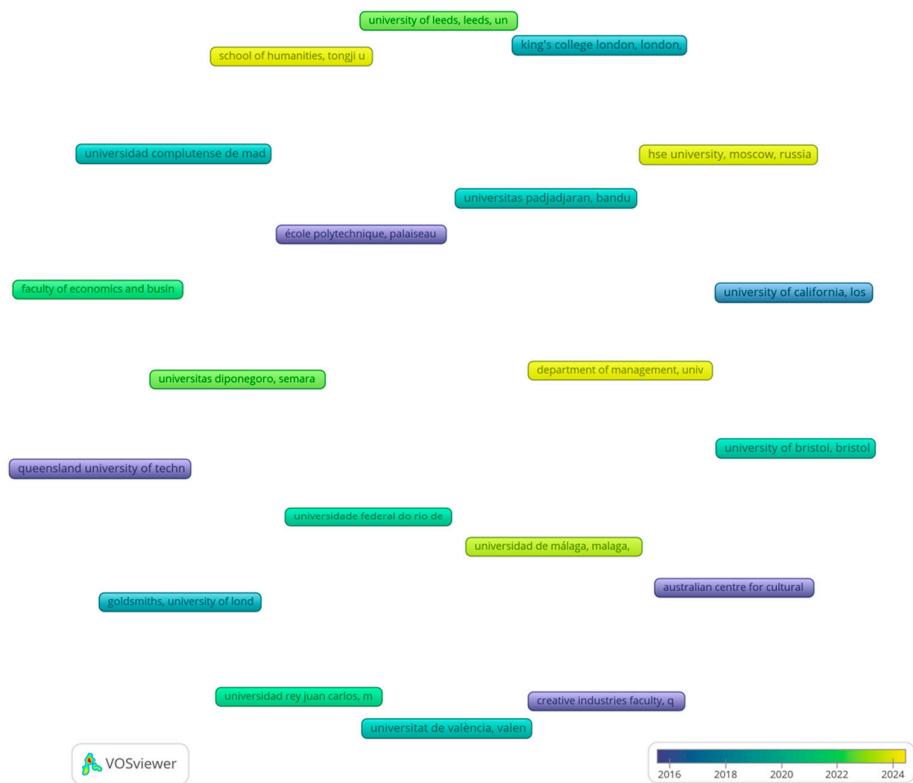 university of leeds, leeds, un
king's college london, london,
school of humanities, tongji u
universidad complutense de mad
hse university, moscow, russia
universitas padjadjaran, bandu
école polytechnique, palaiseau
faculty of economics and busin
university of california, los
department of management, univ
universitas diponegoro, semara
university of bristol, bristol
queensland university of techn
universidade federal do rio de
universidad de málaga, malaga,
australian centre for cultural
goldsmiths, university of lond
universidad rey juan carlos, m
creative industries faculty, q
universitat de valència, valen
VOSviewer
2016 2018 2020 2022 2024